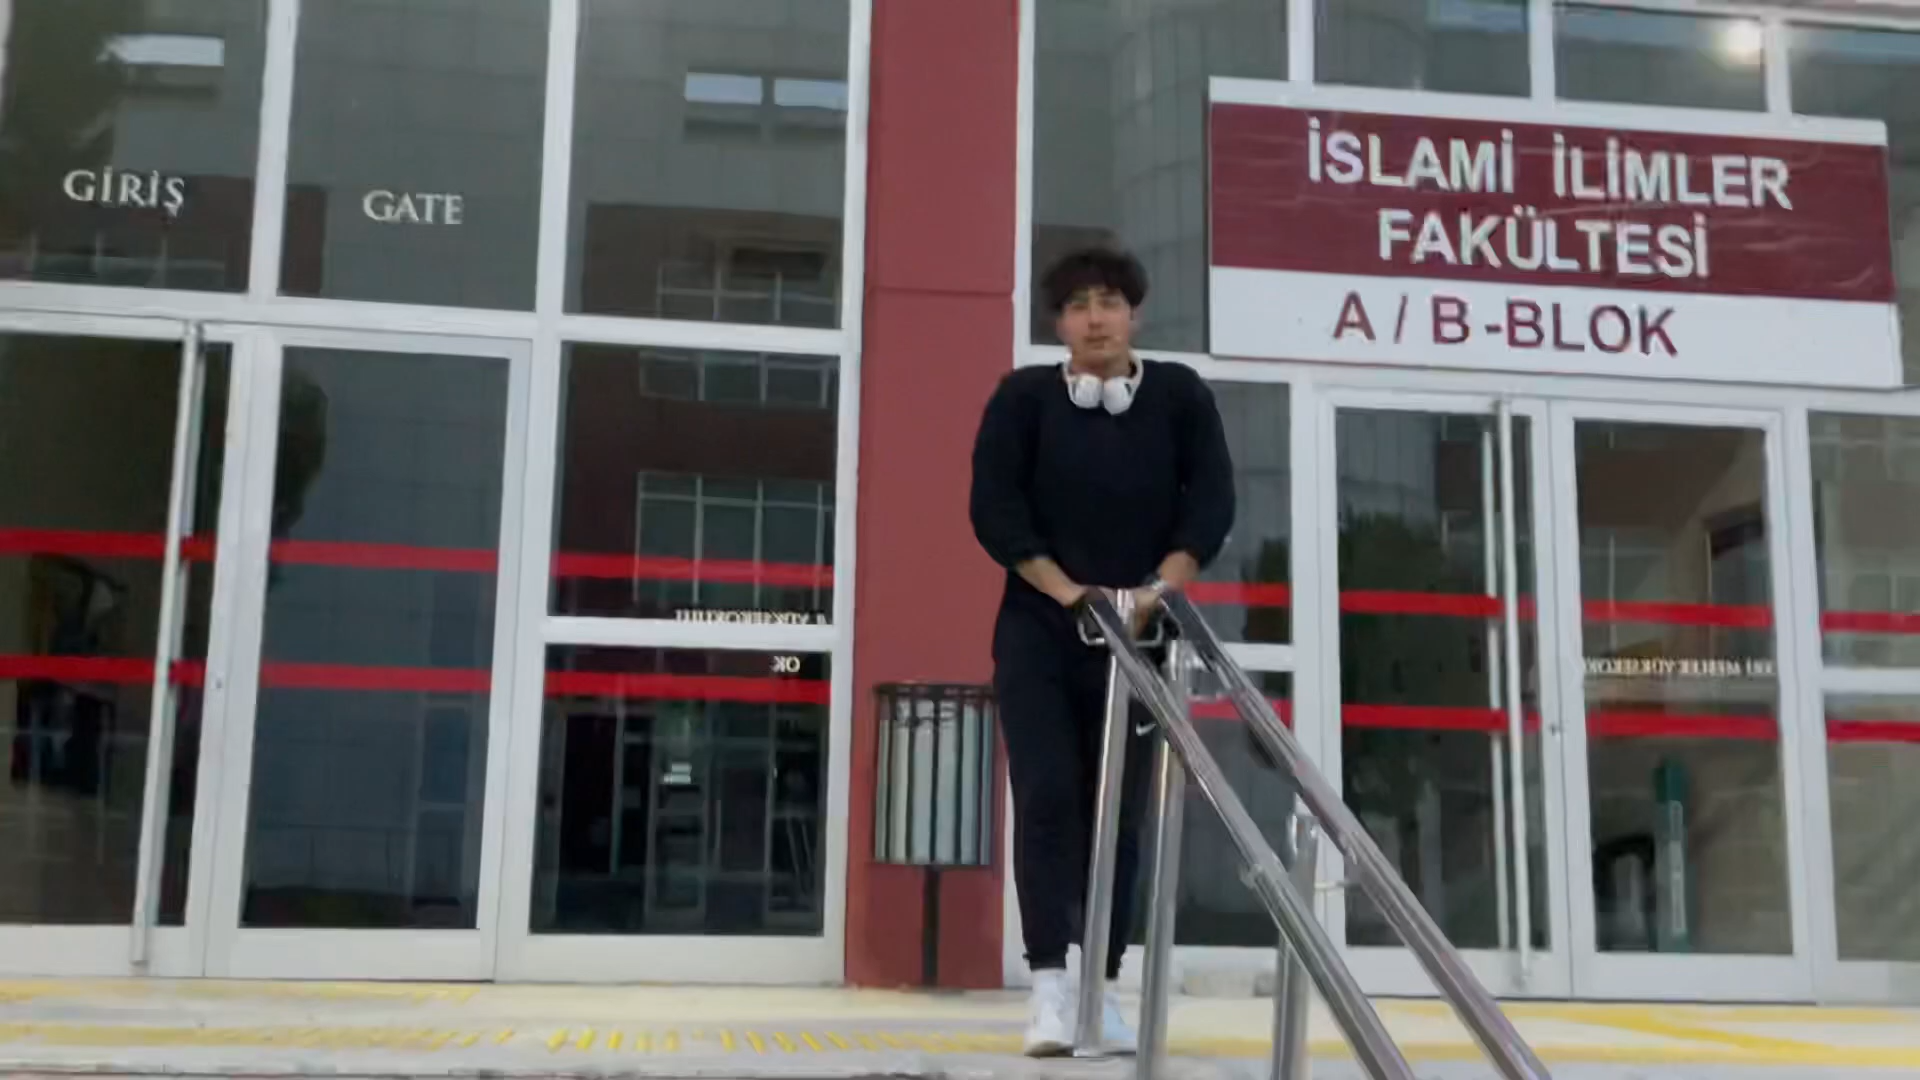 GİRİŞ
GATE
İSLAMİ İLİMLER
FAKÜLTESİ
A / B-BLOK